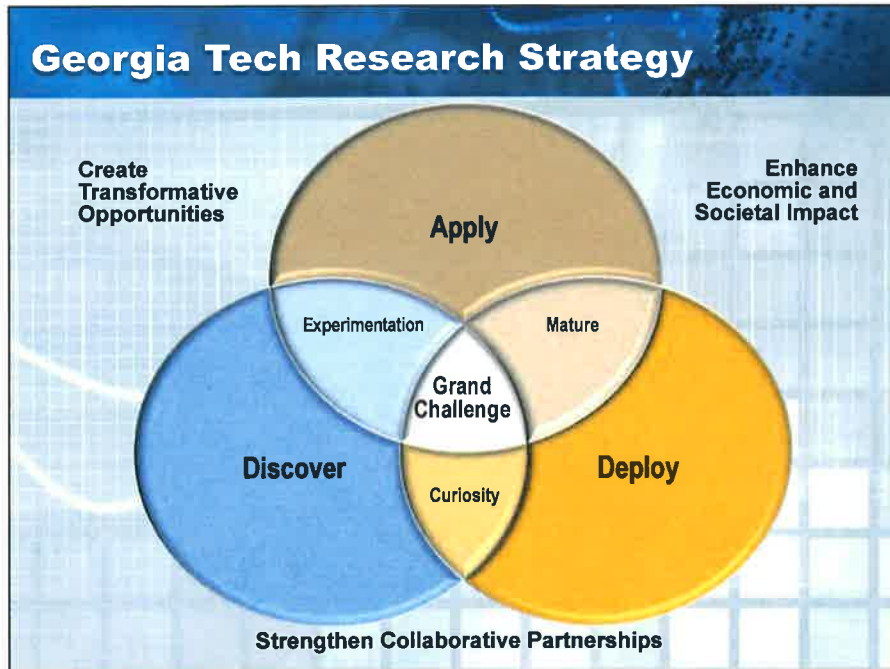 Georgia Tech Research Strategy
Create
Transformative
Opportunities
Enhance
Economic and
Societal Impact
Apply
Experimentation
Mature
Grand
Challenge
Discover
Deploy
Curiosity
Strengthen Collaborative Partnerships